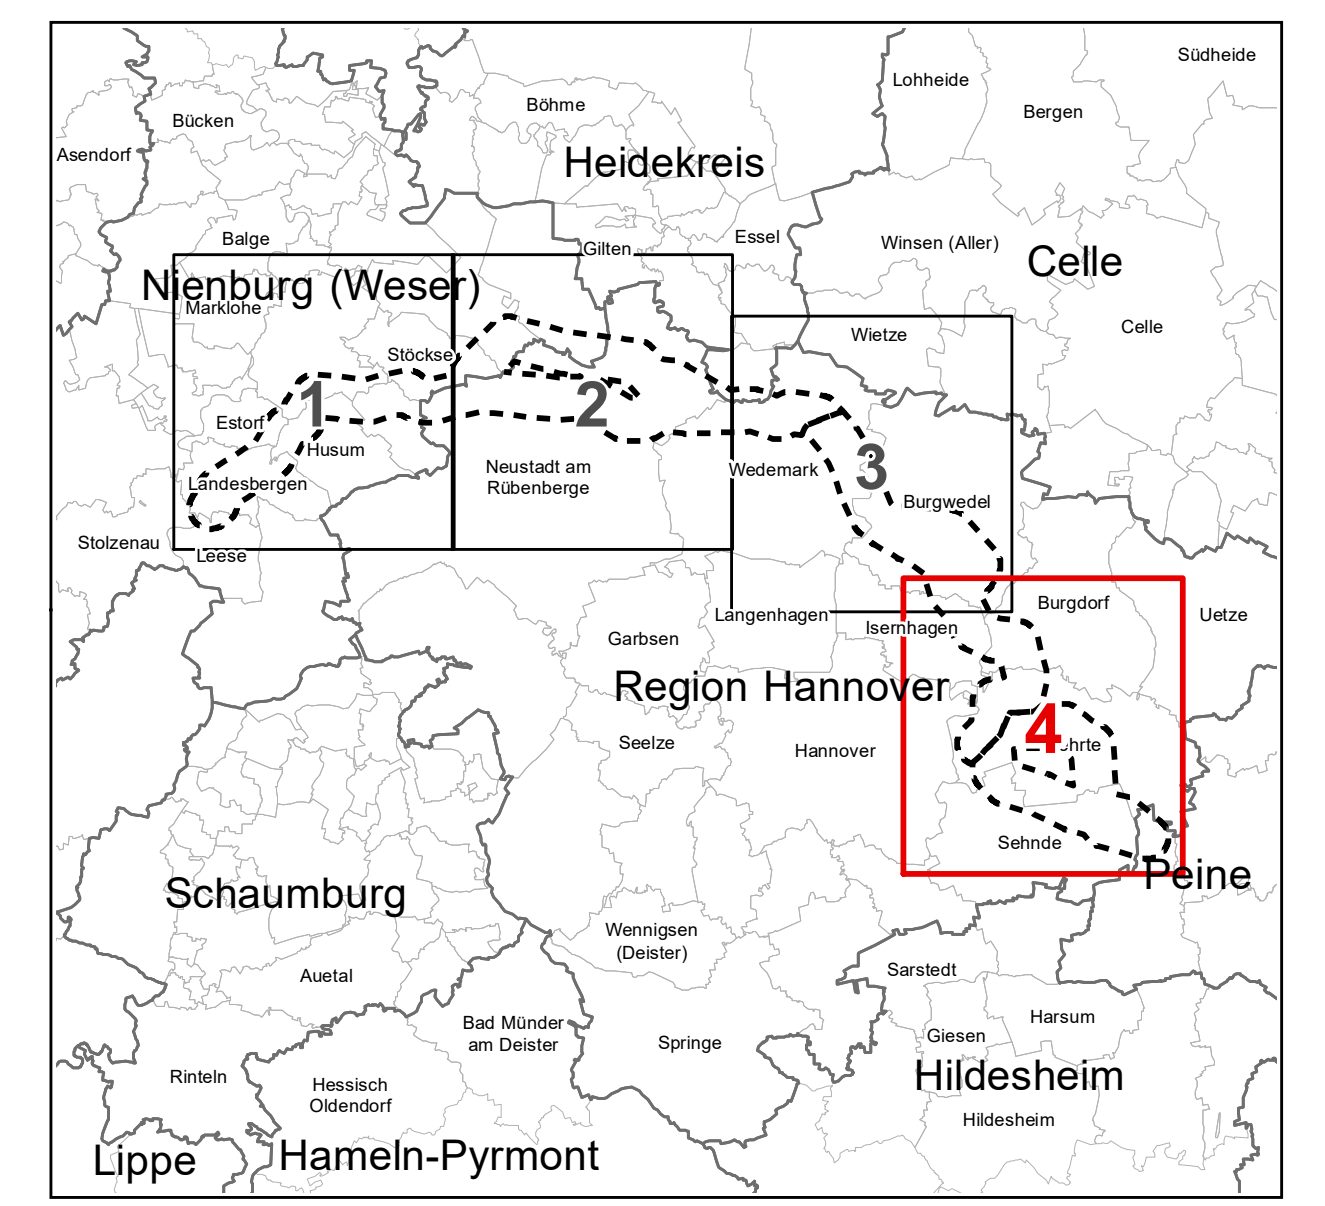 Südheide
Lohheide
Böhme
Bergen
Bücken
Asendorf
Heidekreis
Balge
Gilten
Essel
Winsen (Aller)
Celle
Nienburg (Weser)
Marklohe
Celle
Wietze
Stöckse
1
2
Estorf
Husum
3
Neustadt am
Rübenberge
Wedemark
Landesbergen
Burgwedel
Stolzenau
Leese
Burgdorf
Uetze
Langenhagen
Isernhagen
Garbsen
Region Hannover
4
Seelze
Hannover
hrte
Sehnde
Peine
Schaumburg
Wennigsen
(Deister)
Sarstedt
Auetal
Harsum
Bad Münder
am Deister
Springe
Giesen
Rinteln
Hildesheim
Hessisch
Oldendorf
Hildesheim
Lippe
Hameln-Pyrmont